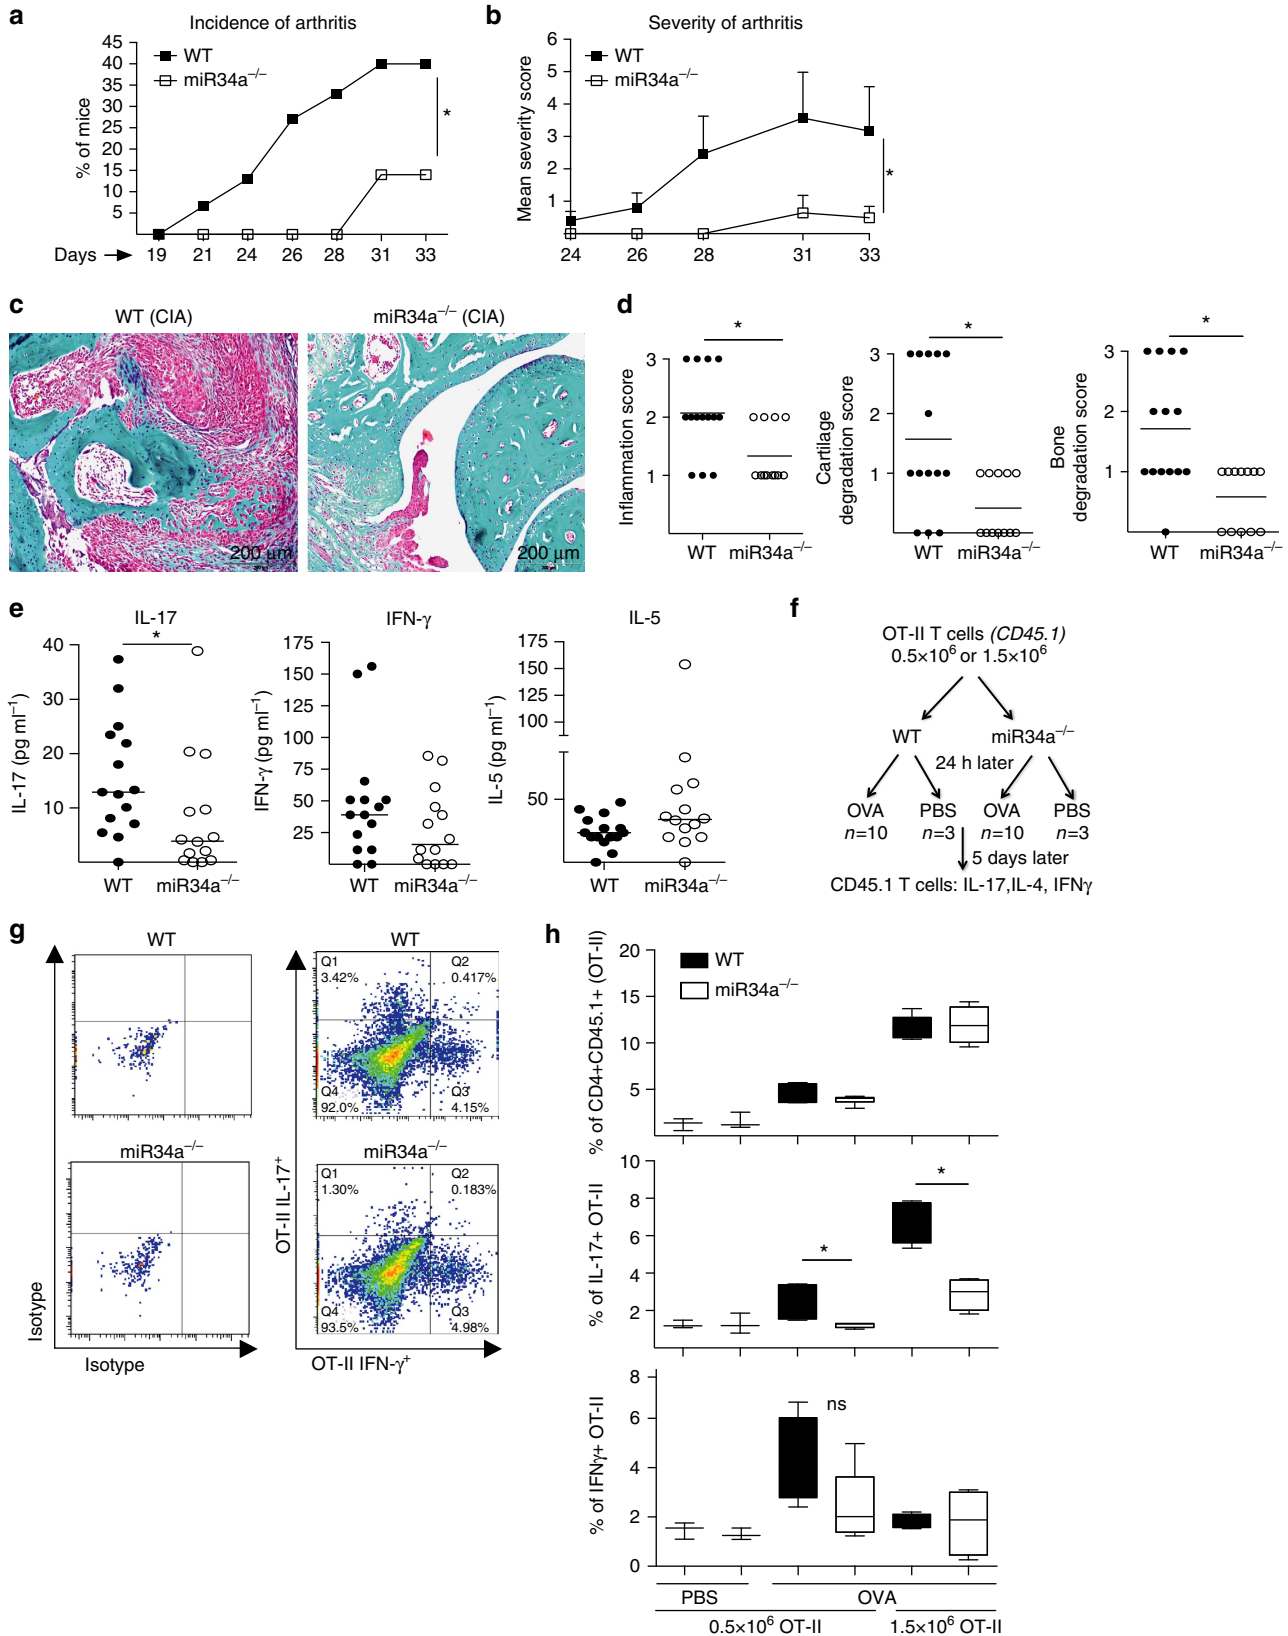 a
Incidence of arthritis
WT
miR34a−/−
% of mice
45
40
35
30
25
20
15
10
5
*
Days
19 21 24 26 28 31 33
b
Severity of arthritis
WT
miR34a−/−
Mean severity score
6
5
4
3
2
1
*
24 26 28 31 33
c
WT (CIA)
miR34a−/− (CIA)
200 µm
200 µm
d
Inflammation score
3
2
1
*
WT miR34a−/−
Cartilage
degradation score
3
2
1
0
*
WT miR34a−/−
Bone
degradation score
3
2
1
0
*
WT miR34a−/−
e
IL-17
*
IL-17 (pg ml−1)
40
30
20
10
WT miR34a−/−
IFN-γ
IFN-γ (pg ml−1)
175
150
125
100
75
50
25
WT miR34a−/−
IL-5
IL-5 (pg ml−1)
175
150
125
100
50
WT miR34a−/−
f
OT-II T cells (CD45.1)
0.5×10⁶ or 1.5×10⁶
WT miR34a−/−
24 h later
OVA PBS OVA PBS
n=10 n=3 n=10 n=3
5 days later
CD45.1 T cells: IL-17,IL-4, IFNγ
g
WT
miR34a−/−
Isotype
Isotype
WT
Q1
3.42%
Q2
0.417%
Q4
92.0%
Q3
4.15%
miR34a−/−
Q1
1.30%
Q2
0.183%
Q4
93.5%
Q3
4.98%
OT-II IL-17+
OT-II IFN-γ+
h
WT
miR34a−/−
% of CD4+CD45.1+ (OT-II)
20
15
10
5
% of IL-17+ OT-II
10
8
6
4
2
*
*
% of IFNγ+ OT-II
8
6
4
2
0
ns
PBS OVA
0.5×10⁶ OT-II 1.5×10⁶ OT-II